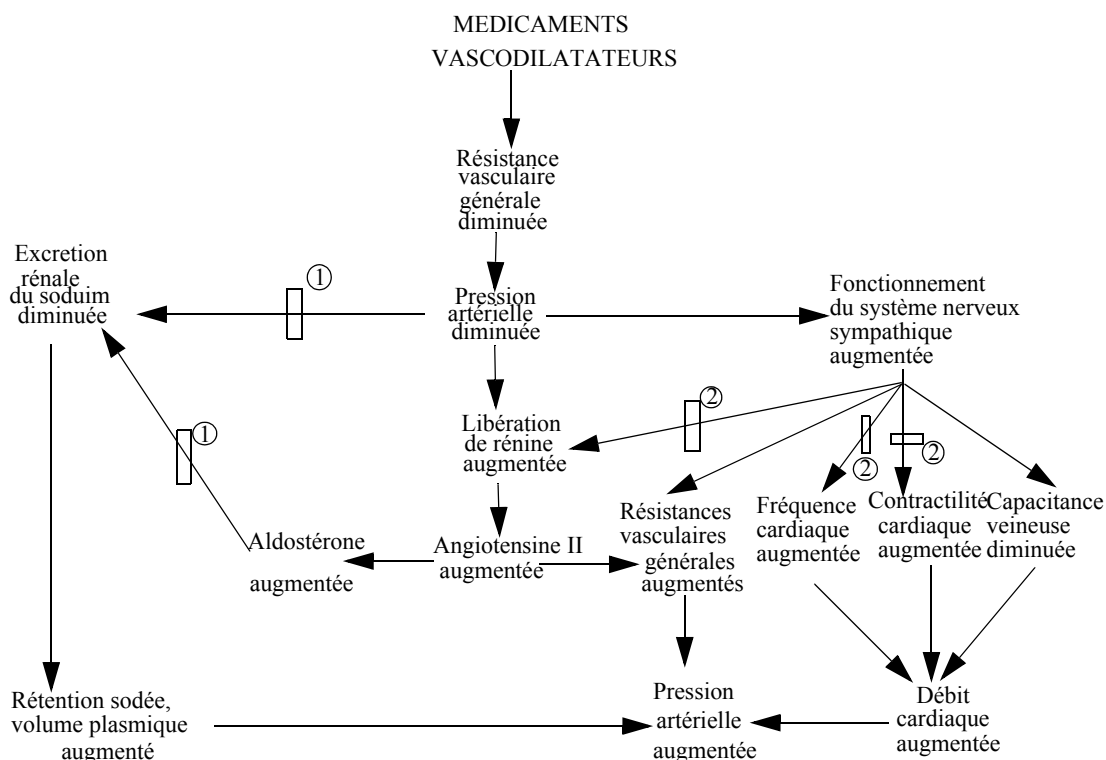 MEDICAMENTS
VASCODILATATEURS
Résistance
vasculaire
générale
diminuée
Excretion
rénale
du soduim
diminuée
①
Pression
artérielle
diminuée
Fonctionnement
du système nerveux
sympathique
augmentée
①
Libération
de rénine
augmentée
②
②
②
Aldostérone
augmentée
Angiotensine II
augmentée
Résistances
vasculaires
générales
augmentés
Fréquence
cardiaque
augmentée
Contractilité
cardiaque
augmentée
Capacitance
veineuse
diminuée
Rétention sodée,
volume plasmique
augmenté
Pression
artérielle
augmentée
Débit
cardiaque
augmentée